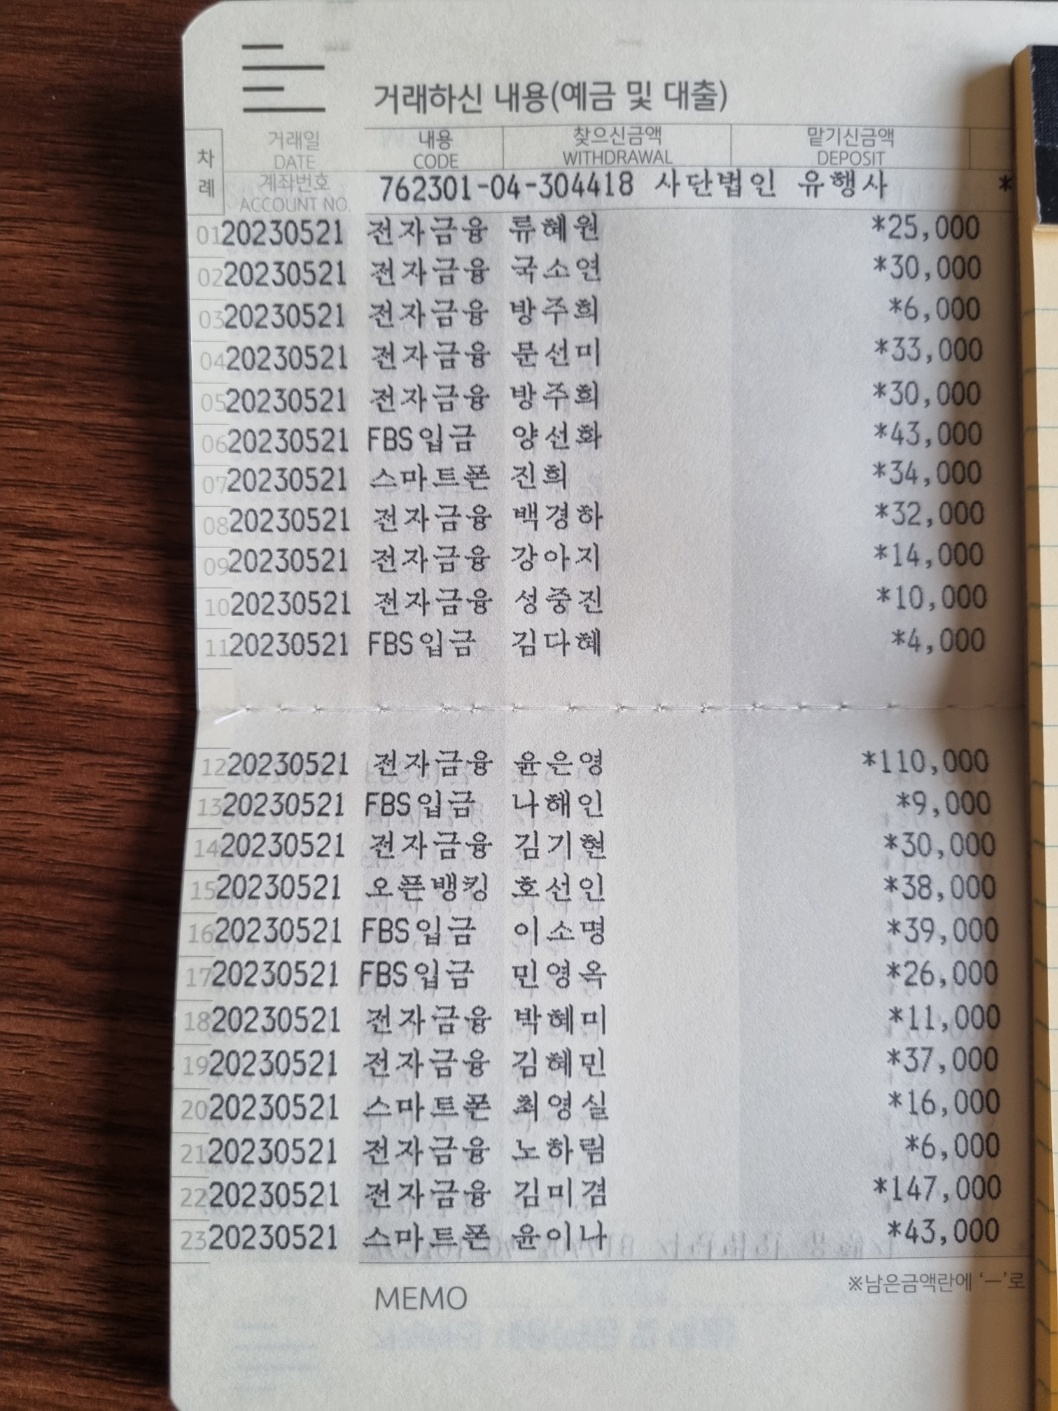 거래하신 내용(예금 및 대출)
차례 거래일 DATE 내용 CODE 찾으신금액 WITHDRAWAL 맡기신금액 DEPOSIT
계좌번호 ACCOUNT NO. 762301-04-304418 사단법인 유행사 *
01 20230521 전자금융 류혜원 *25,000
02 20230521 전자금융 국소연 *30,000
03 20230521 전자금융 방주희 *6,000
04 20230521 전자금융 문선미 *33,000
05 20230521 전자금융 방주희 *30,000
06 20230521 FBS입금 양선화 *43,000
07 20230521 스마트폰 진희 *34,000
08 20230521 전자금융 백경하 *32,000
09 20230521 전자금융 강아지 *14,000
10 20230521 전자금융 성중진 *10,000
11 20230521 FBS입금 김다혜 *4,000
12 20230521 전자금융 윤은영 *110,000
13 20230521 FBS입금 나해인 *9,000
14 20230521 전자금융 김기현 *30,000
15 20230521 오픈뱅킹 호선인 *38,000
16 20230521 FBS입금 이소명 *39,000
17 20230521 FBS입금 민영옥 *26,000
18 20230521 전자금융 박혜미 *11,000
19 20230521 전자금융 김혜민 *37,000
20 20230521 스마트폰 최영실 *16,000
21 20230521 전자금융 노하림 *6,000
22 20230521 전자금융 김미겸 *147,000
23 20230521 스마트폰 윤이나 *43,000
※남은금액란에 '—'로
MEMO